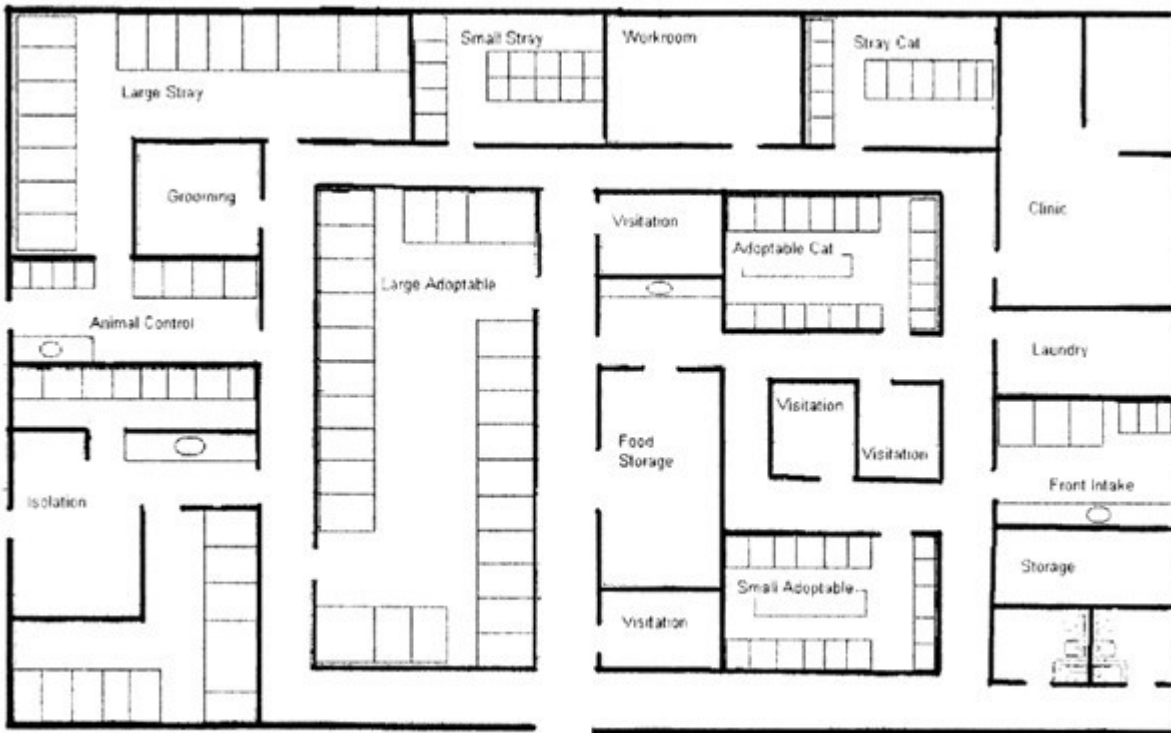 Small Stray
Workroom
Stray Cat
Large Stray
Grooming
Visitation
Clinic
Adoptable Cat
Large Adoptable
Animal Control
Laundry
Visitation
Food
Storage
Visitation
Front Intake
Isolation
Storage
Small Adoptable
Visitation